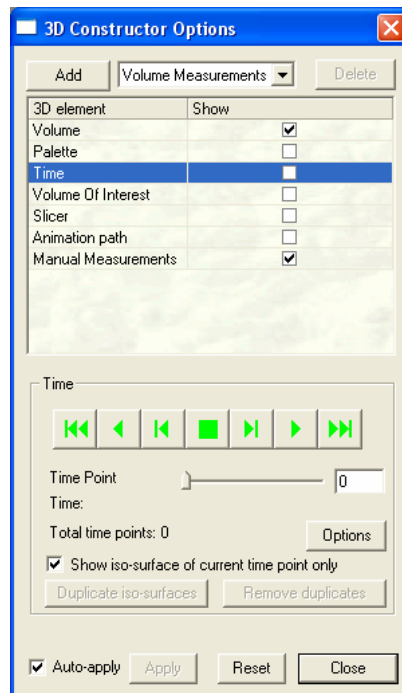 3D Constructor Options
Add Volume Measurements Delete
3D element Show
Volume
Palette
Time
Volume Of Interest
Slicer
Animation path
Manual Measurements
Time
Time Point 0
Time:
Total time points: 0 Options
Show iso-surface of current time point only
Duplicate iso-surfaces Remove duplicates
Auto-apply Apply Reset Close